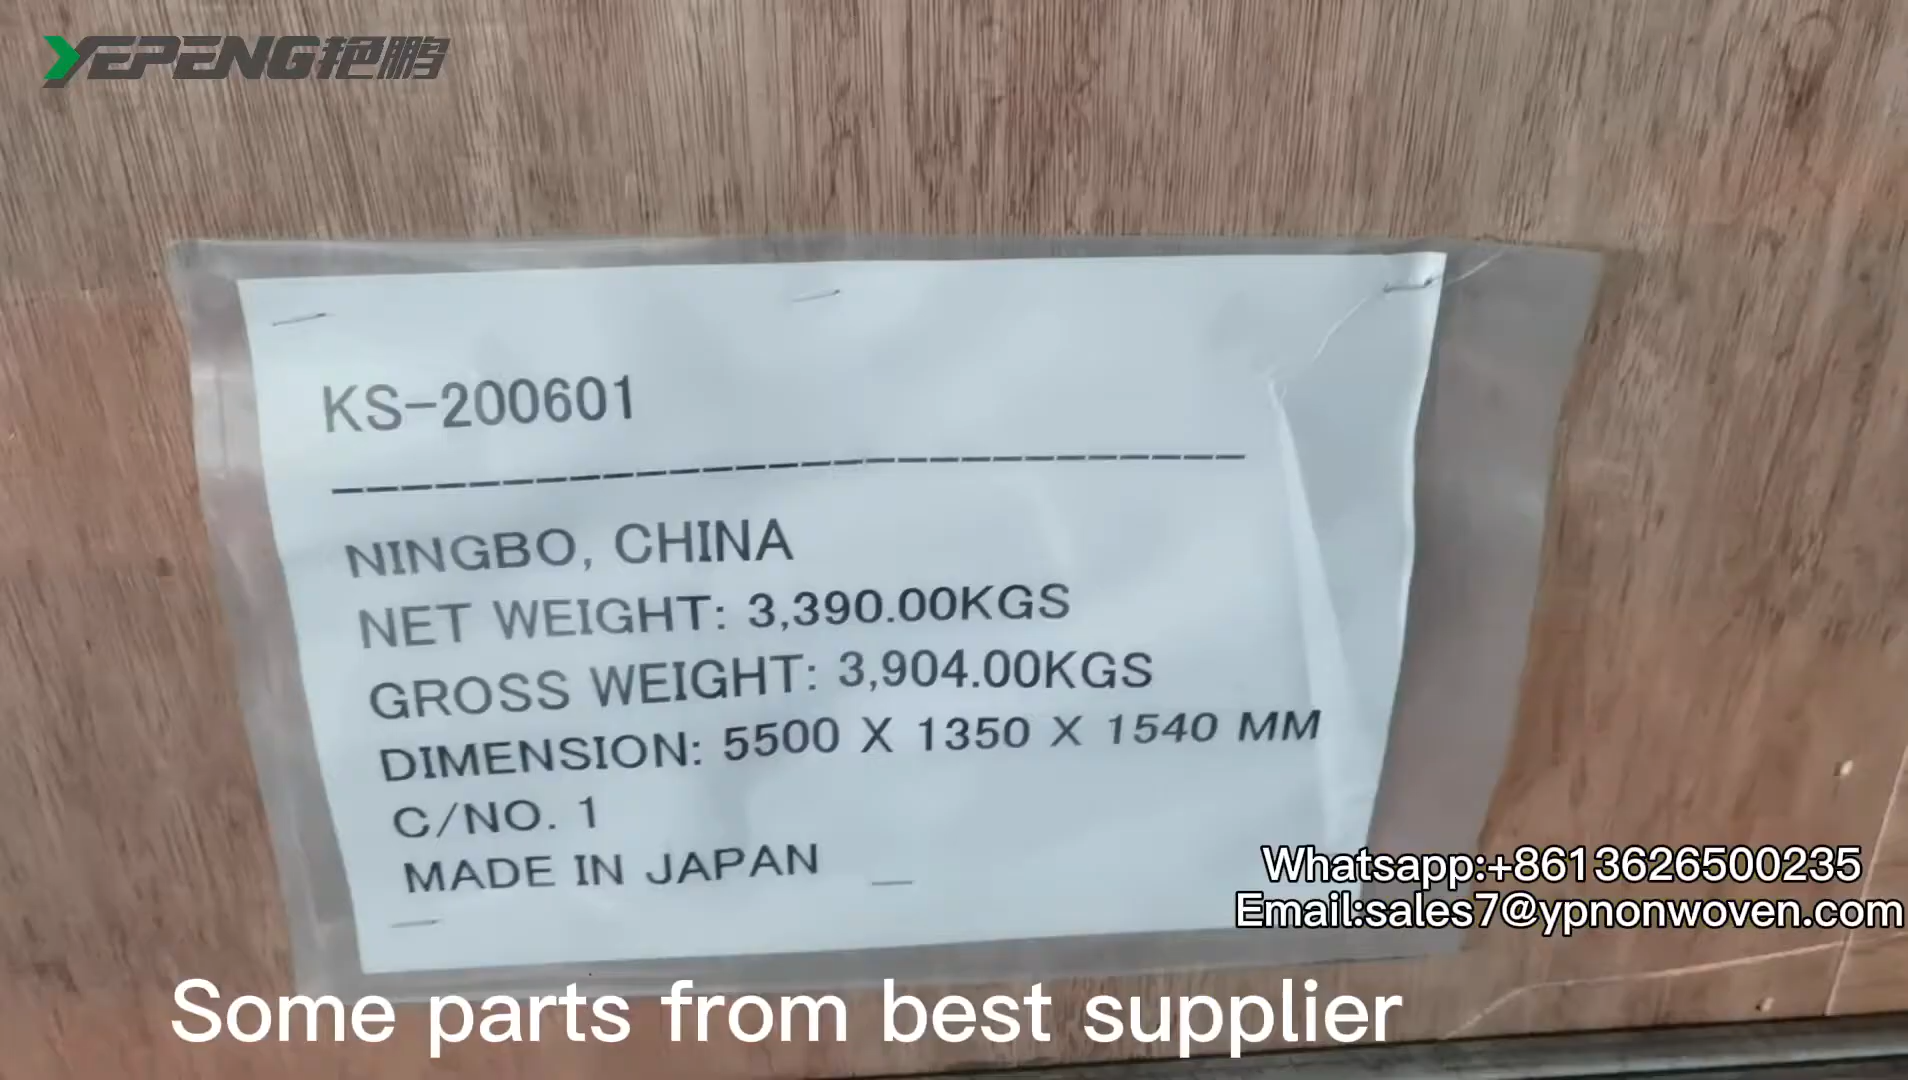 YEPENG艳鹏
KS-200601
NINGBO, CHINA
NET WEIGHT: 3,390.00KGS
GROSS WEIGHT: 3,904.00KGS
DIMENSION: 5500 X 1350 X 1540 MM
C/NO. 1
MADE IN JAPAN
Whatsapp:+8613626500235
Email:sales7@ypnonwoven.com
Some parts from best supplier